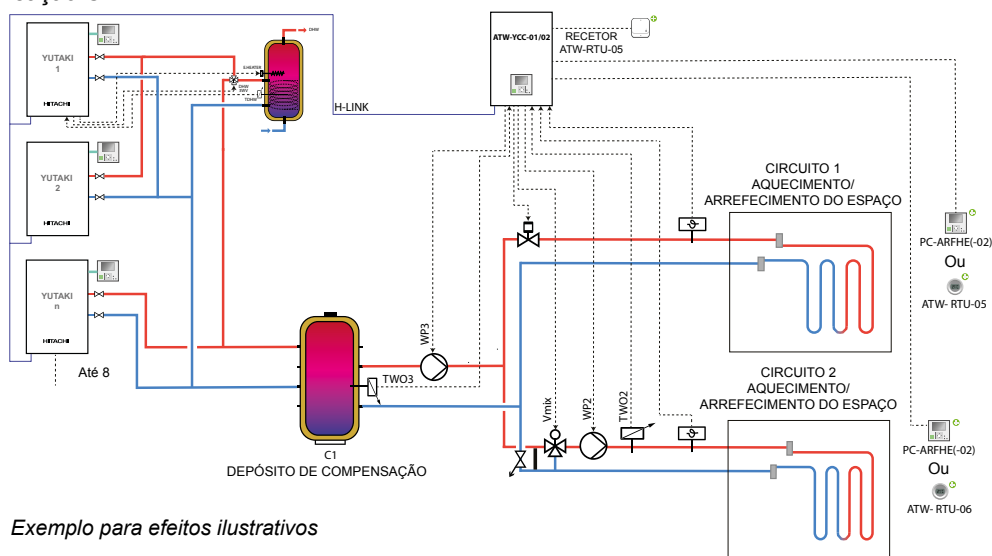 YUTAKI
1
HITACHI
YUTAKI
2
HITACHI
YUTAKI
n
HITACHI
Até 8
DHW
E.HEATER
DHW
3WV
TDHW
H-LINK
ATW-YCC-01/02
RECETOR
ATW-RTU-05
WP3
TWO3
C1
DEPÓSITO DE COMPENSAÇÃO
CIRCUITO 1
AQUECIMENTO/
ARREFECIMENTO DO ESPAÇO
PC-ARFHE(-02)
Ou
ATW- RTU-05
Vmix
WP2
TWO2
CIRCUITO 2
AQUECIMENTO/
ARREFECIMENTO DO ESPAÇO
PC-ARFHE(-02)
Ou
ATW- RTU-06
Exemplo para efeitos ilustrativos